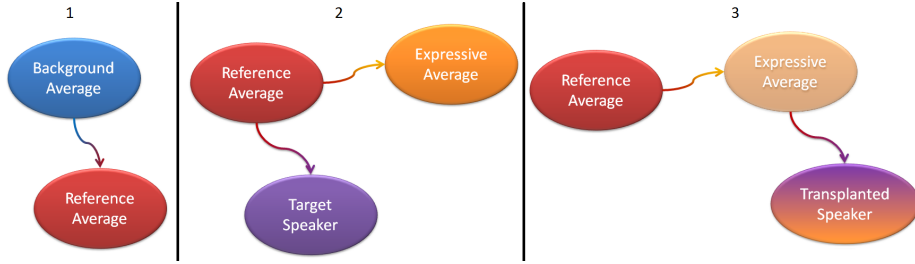 1
Background
Average
Reference
Average
2
Reference
Average
Expressive
Average
Target
Speaker
3
Reference
Average
Expressive
Average
Transplanted
Speaker